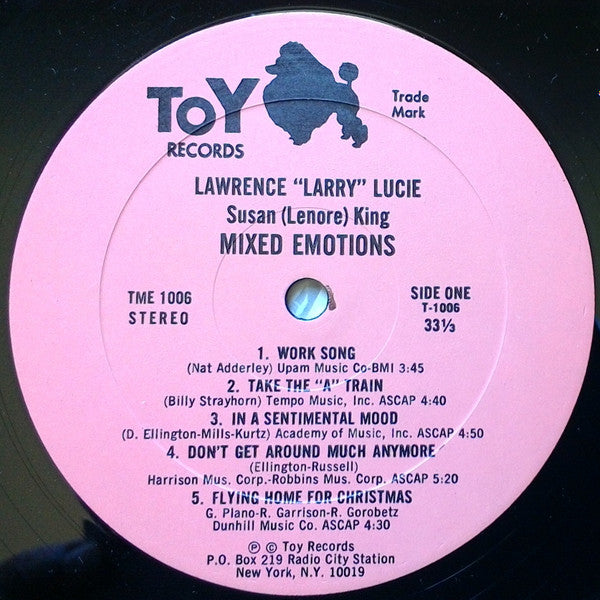 ToY
RECORDS
Trade
Mark
LAWRENCE "LARRY" LUCIE
Susan (Lenore) King
MIXED EMOTIONS
TME 1006
STEREO
SIDE ONE
T-1006
33⅓
1. WORK SONG
(Nat Adderley) Upam Music Co-BMI 3:45
2. TAKE THE "A" TRAIN
(Billy Strayhorn) Tempo Music, Inc. ASCAP 4:40
3. IN A SENTIMENTAL MOOD
(D. Ellington-Mills-Kurtz) Academy of Music, Inc. ASCAP 4:50
4. DON'T GET AROUND MUCH ANYMORE
(Ellington-Russell)
Harrison Mus. Corp.-Robbins Mus. Corp. ASCAP 5:20
5. FLYING HOME FOR CHRISTMAS
G. Plano-R. Garrison-R. Gorobetz
Dunhill Music Co. ASCAP 4:30
℗ © Toy Records
P.O. Box 219 Radio City Station
New York, N.Y. 10019